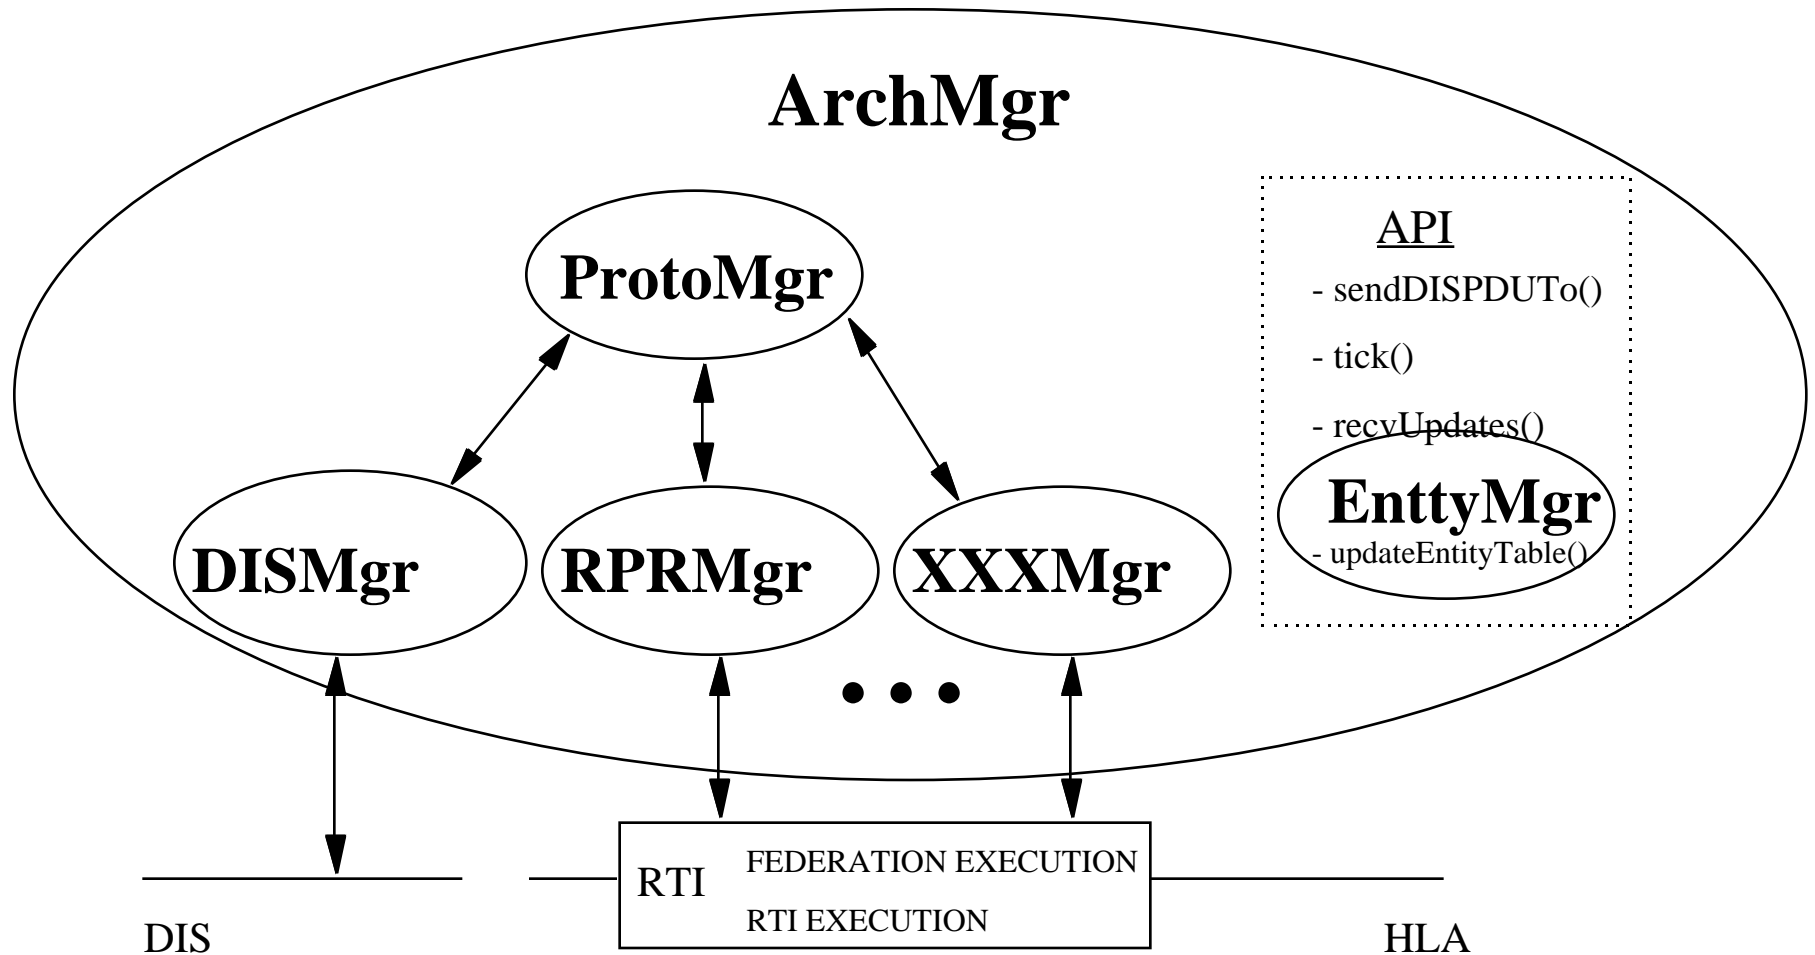 ArchMgr
ProtoMgr
API
- sendDISPDUTo()
- tick()
- recvUpdates()
EnttyMgr
- updateEntityTable()
DISMgr
RPRMgr
XXXMgr
RTI
FEDERATION EXECUTION
RTI EXECUTION
DIS
HLA